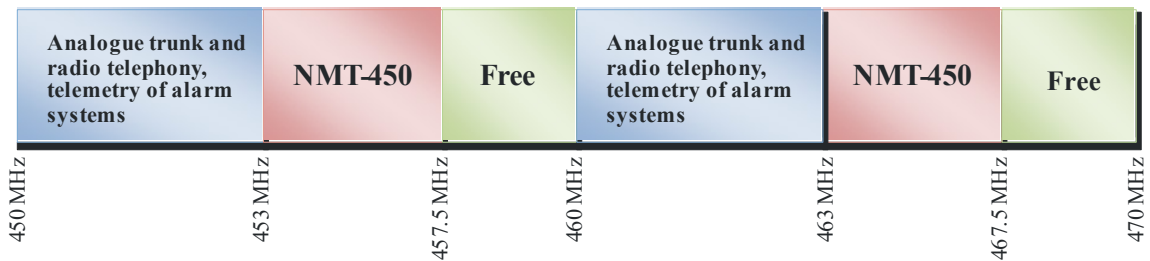 Analogue trunk and
radio telephony,
telemetry of alarm
systems
NMT-450
Free
Analogue trunk and
radio telephony,
telemetry of alarm
systems
NMT-450
Free
450 MHz
453 MHz
457.5 MHz
460 MHz
463 MHz
467.5 MHz
470 MHz